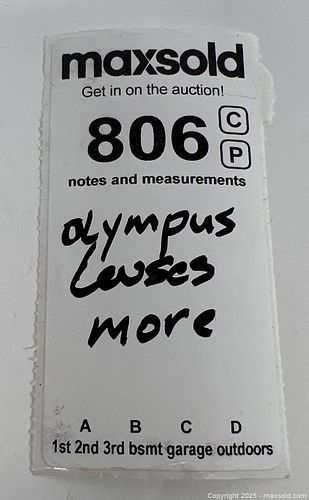 maxsold
Get in on the auction!
806 C
P
notes and measurements
olympus
Lenses
more
A B C D
1st 2nd 3rd bsmt garage outdoors
Copyright 2025 - maxsold.com